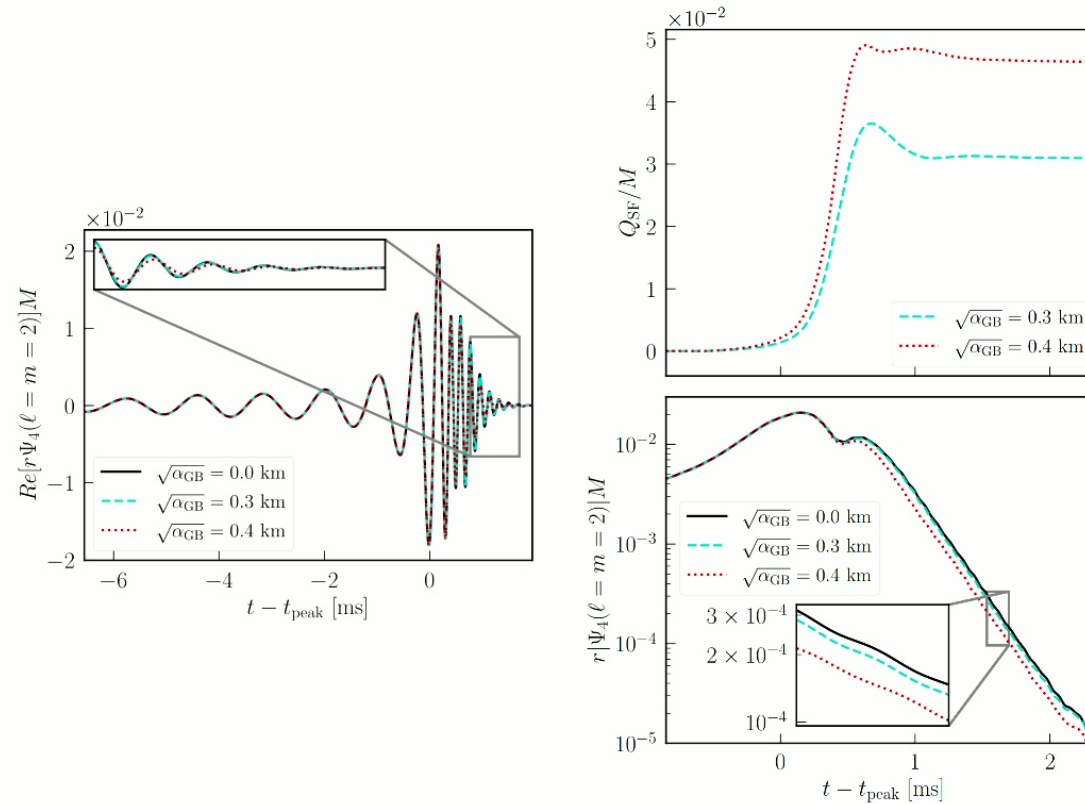 ×10⁻²
2
1
0
−1
−2
Re[rΨ₄(ℓ = m = 2)]M
√α_GB = 0.0 km
√α_GB = 0.3 km
√α_GB = 0.4 km
−6 −4 −2 0
t − t_peak [ms]
×10⁻²
5
4
3
2
1
0
Q_SF/M
√α_GB = 0.3 km
√α_GB = 0.4 km
10⁻²
10⁻³
10⁻⁴
10⁻⁵
r|Ψ₄(ℓ = m = 2)|M
√α_GB = 0.0 km
√α_GB = 0.3 km
√α_GB = 0.4 km
3 × 10⁻⁴
2 × 10⁻⁴
10⁻⁴
0 1 2
t − t_peak [ms]